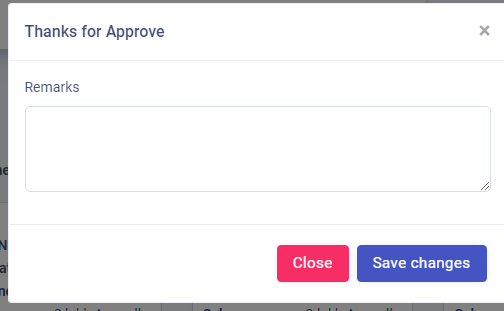 Thanks for Approve
×
Remarks
Close
Save changes